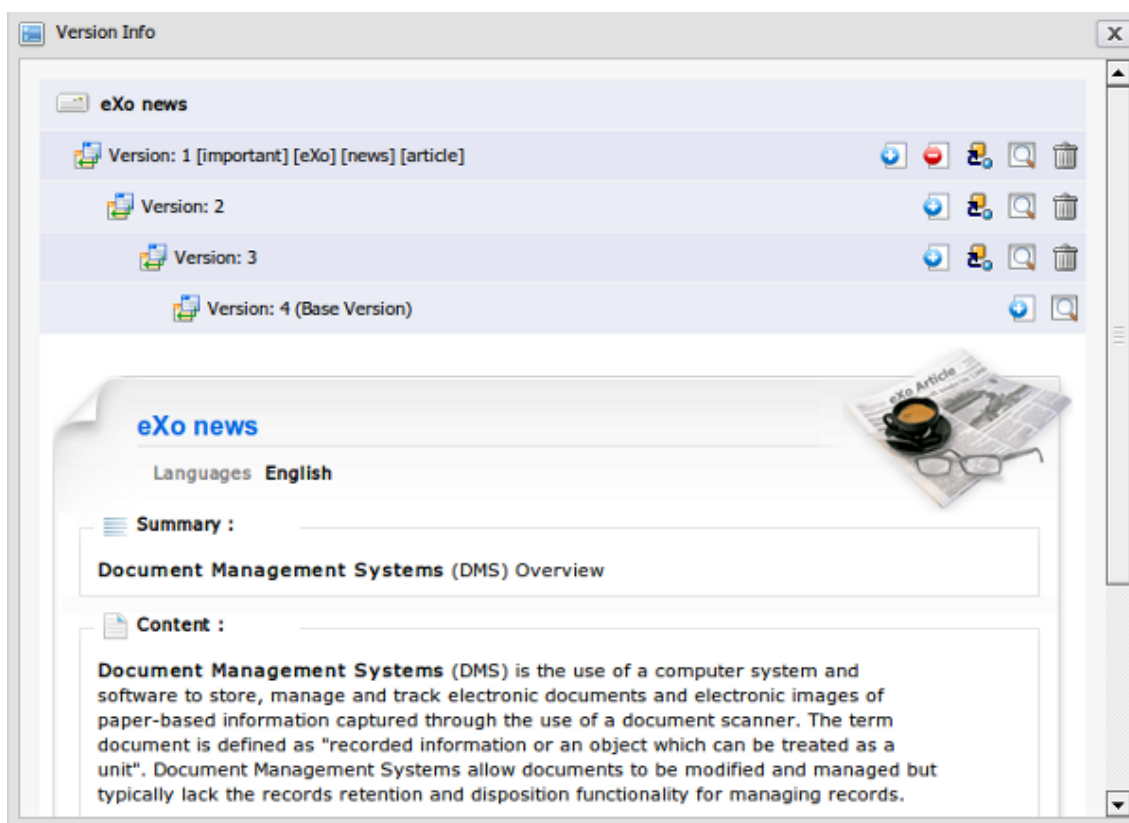 Version Info
X
eXo news
Version: 1 [important] [eXo] [news] [article]
Version: 2
Version: 3
Version: 4 (Base Version)
eXo Article
eXo news
Languages English
Summary :
Document Management Systems (DMS) Overview
Content :
Document Management Systems (DMS) is the use of a computer system and
software to store, manage and track electronic documents and electronic images of
paper-based information captured through the use of a document scanner. The term
document is defined as "recorded information or an object which can be treated as a
unit". Document Management Systems allow documents to be modified and managed but
typically lack the records retention and disposition functionality for managing records.